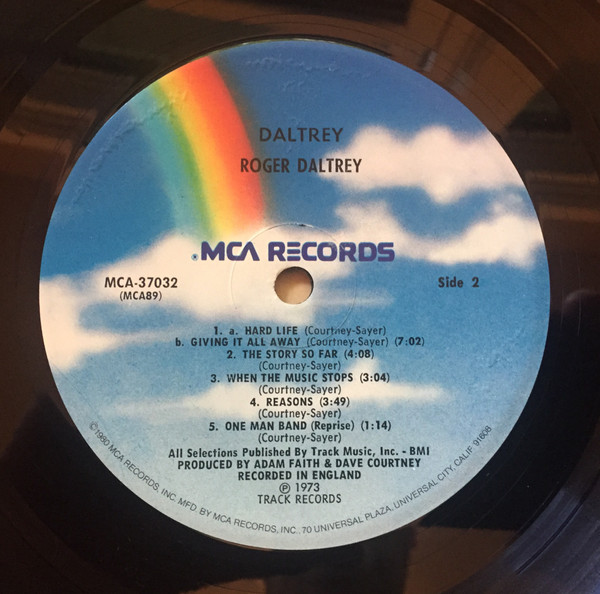 DALTREY
ROGER DALTREY
®MCA RECORDS
MCA-37032
(MCA89)
Side 2
1. a. HARD LIFE (Courtney-Sayer)
b. GIVING IT ALL AWAY (Courtney-Sayer) (7:02)
2. THE STORY SO FAR (4:08)
(Courtney-Sayer)
3. WHEN THE MUSIC STOPS (3:04)
(Courtney-Sayer)
4. REASONS (3:49)
(Courtney-Sayer)
5. ONE MAN BAND (Reprise) (1:14)
(Courtney-Sayer)
All Selections Published By Track Music, Inc. - BMI
PRODUCED BY ADAM FAITH & DAVE COURTNEY
RECORDED IN ENGLAND
℗ 1973
TRACK RECORDS
©1980 MCA RECORDS, INC. MFD. BY MCA RECORDS, INC., 70 UNIVERSAL PLAZA, UNIVERSAL CITY, CALIF. 91608